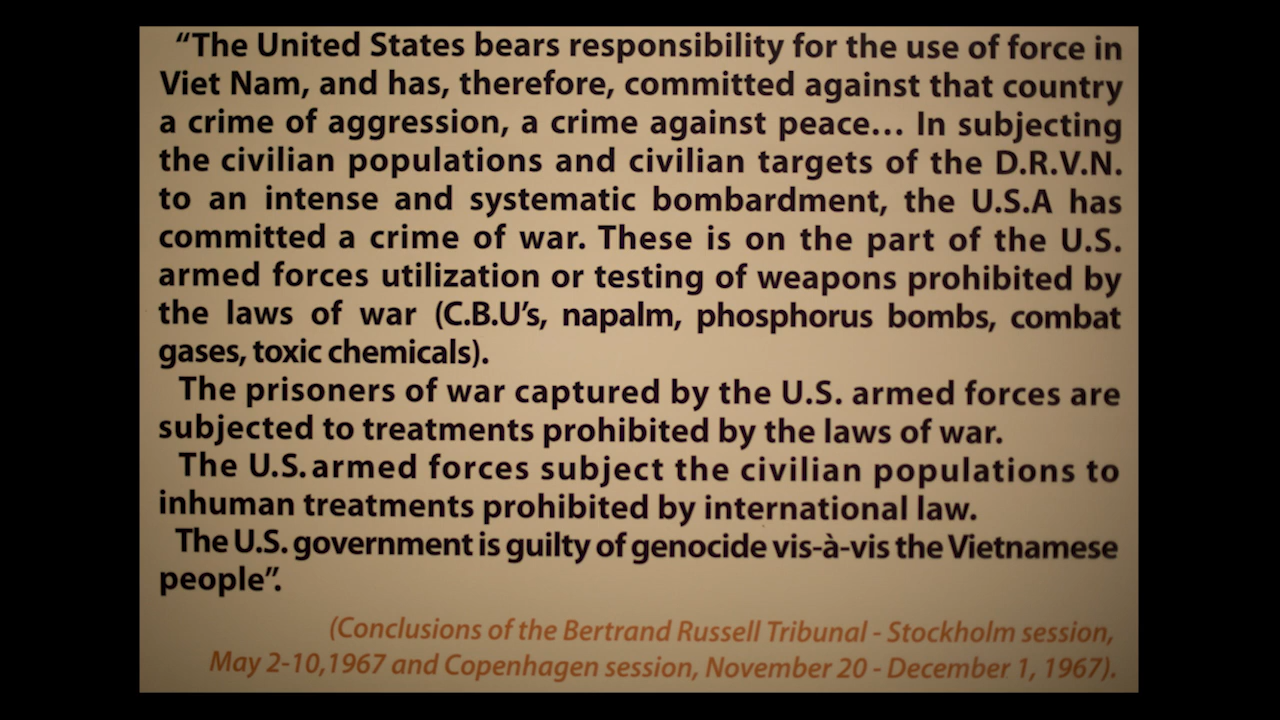 “The United States bears responsibility for the use of force in
Viet Nam, and has, therefore, committed against that country
a crime of aggression, a crime against peace... In subjecting
the civilian populations and civilian targets of the D.R.V.N.
to an intense and systematic bombardment, the U.S.A has
committed a crime of war. These is on the part of the U.S.
armed forces utilization or testing of weapons prohibited by
the laws of war (C.B.U’s, napalm, phosphorus bombs, combat
gases, toxic chemicals).
The prisoners of war captured by the U.S. armed forces are
subjected to treatments prohibited by the laws of war.
The U.S. armed forces subject the civilian populations to
inhuman treatments prohibited by international law.
The U.S. government is guilty of genocide vis-à-vis the Vietnamese
people”.
(Conclusions of the Bertrand Russell Tribunal - Stockholm session,
May 2-10,1967 and Copenhagen session, November 20 - December 1, 1967).